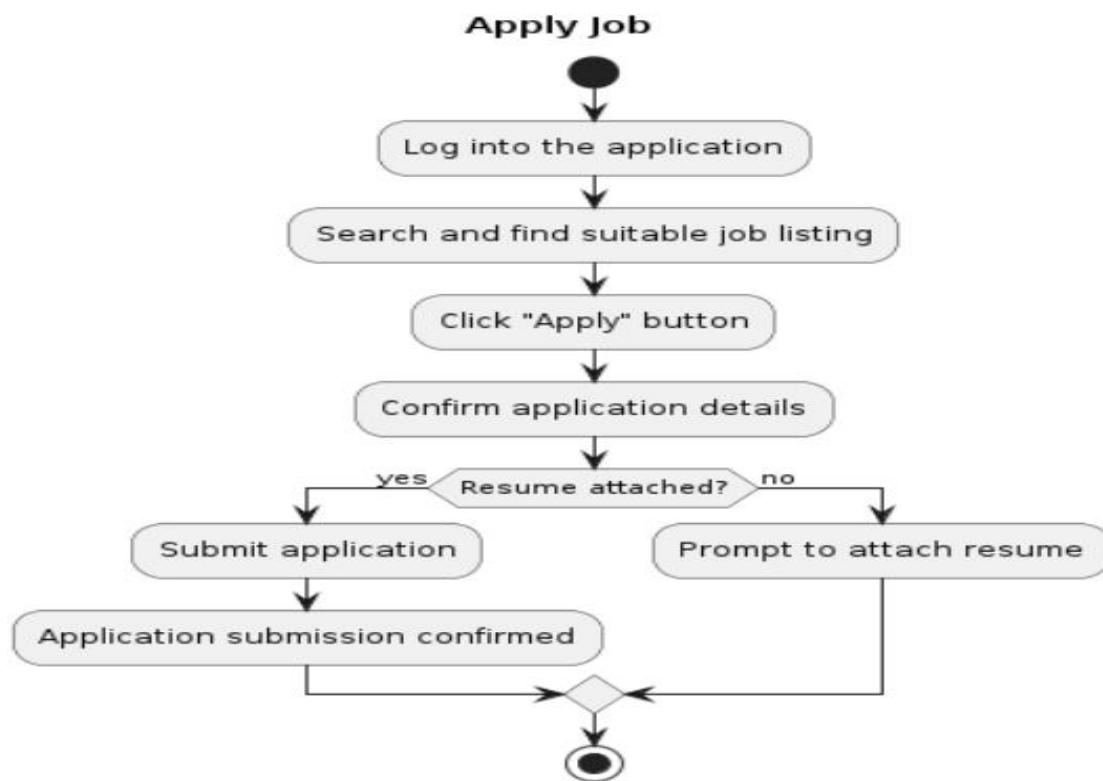 Apply Job
Log into the application
Search and find suitable job listing
Click "Apply" button
Confirm application details
yes
Resume attached?
no
Submit application
Prompt to attach resume
Application submission confirmed